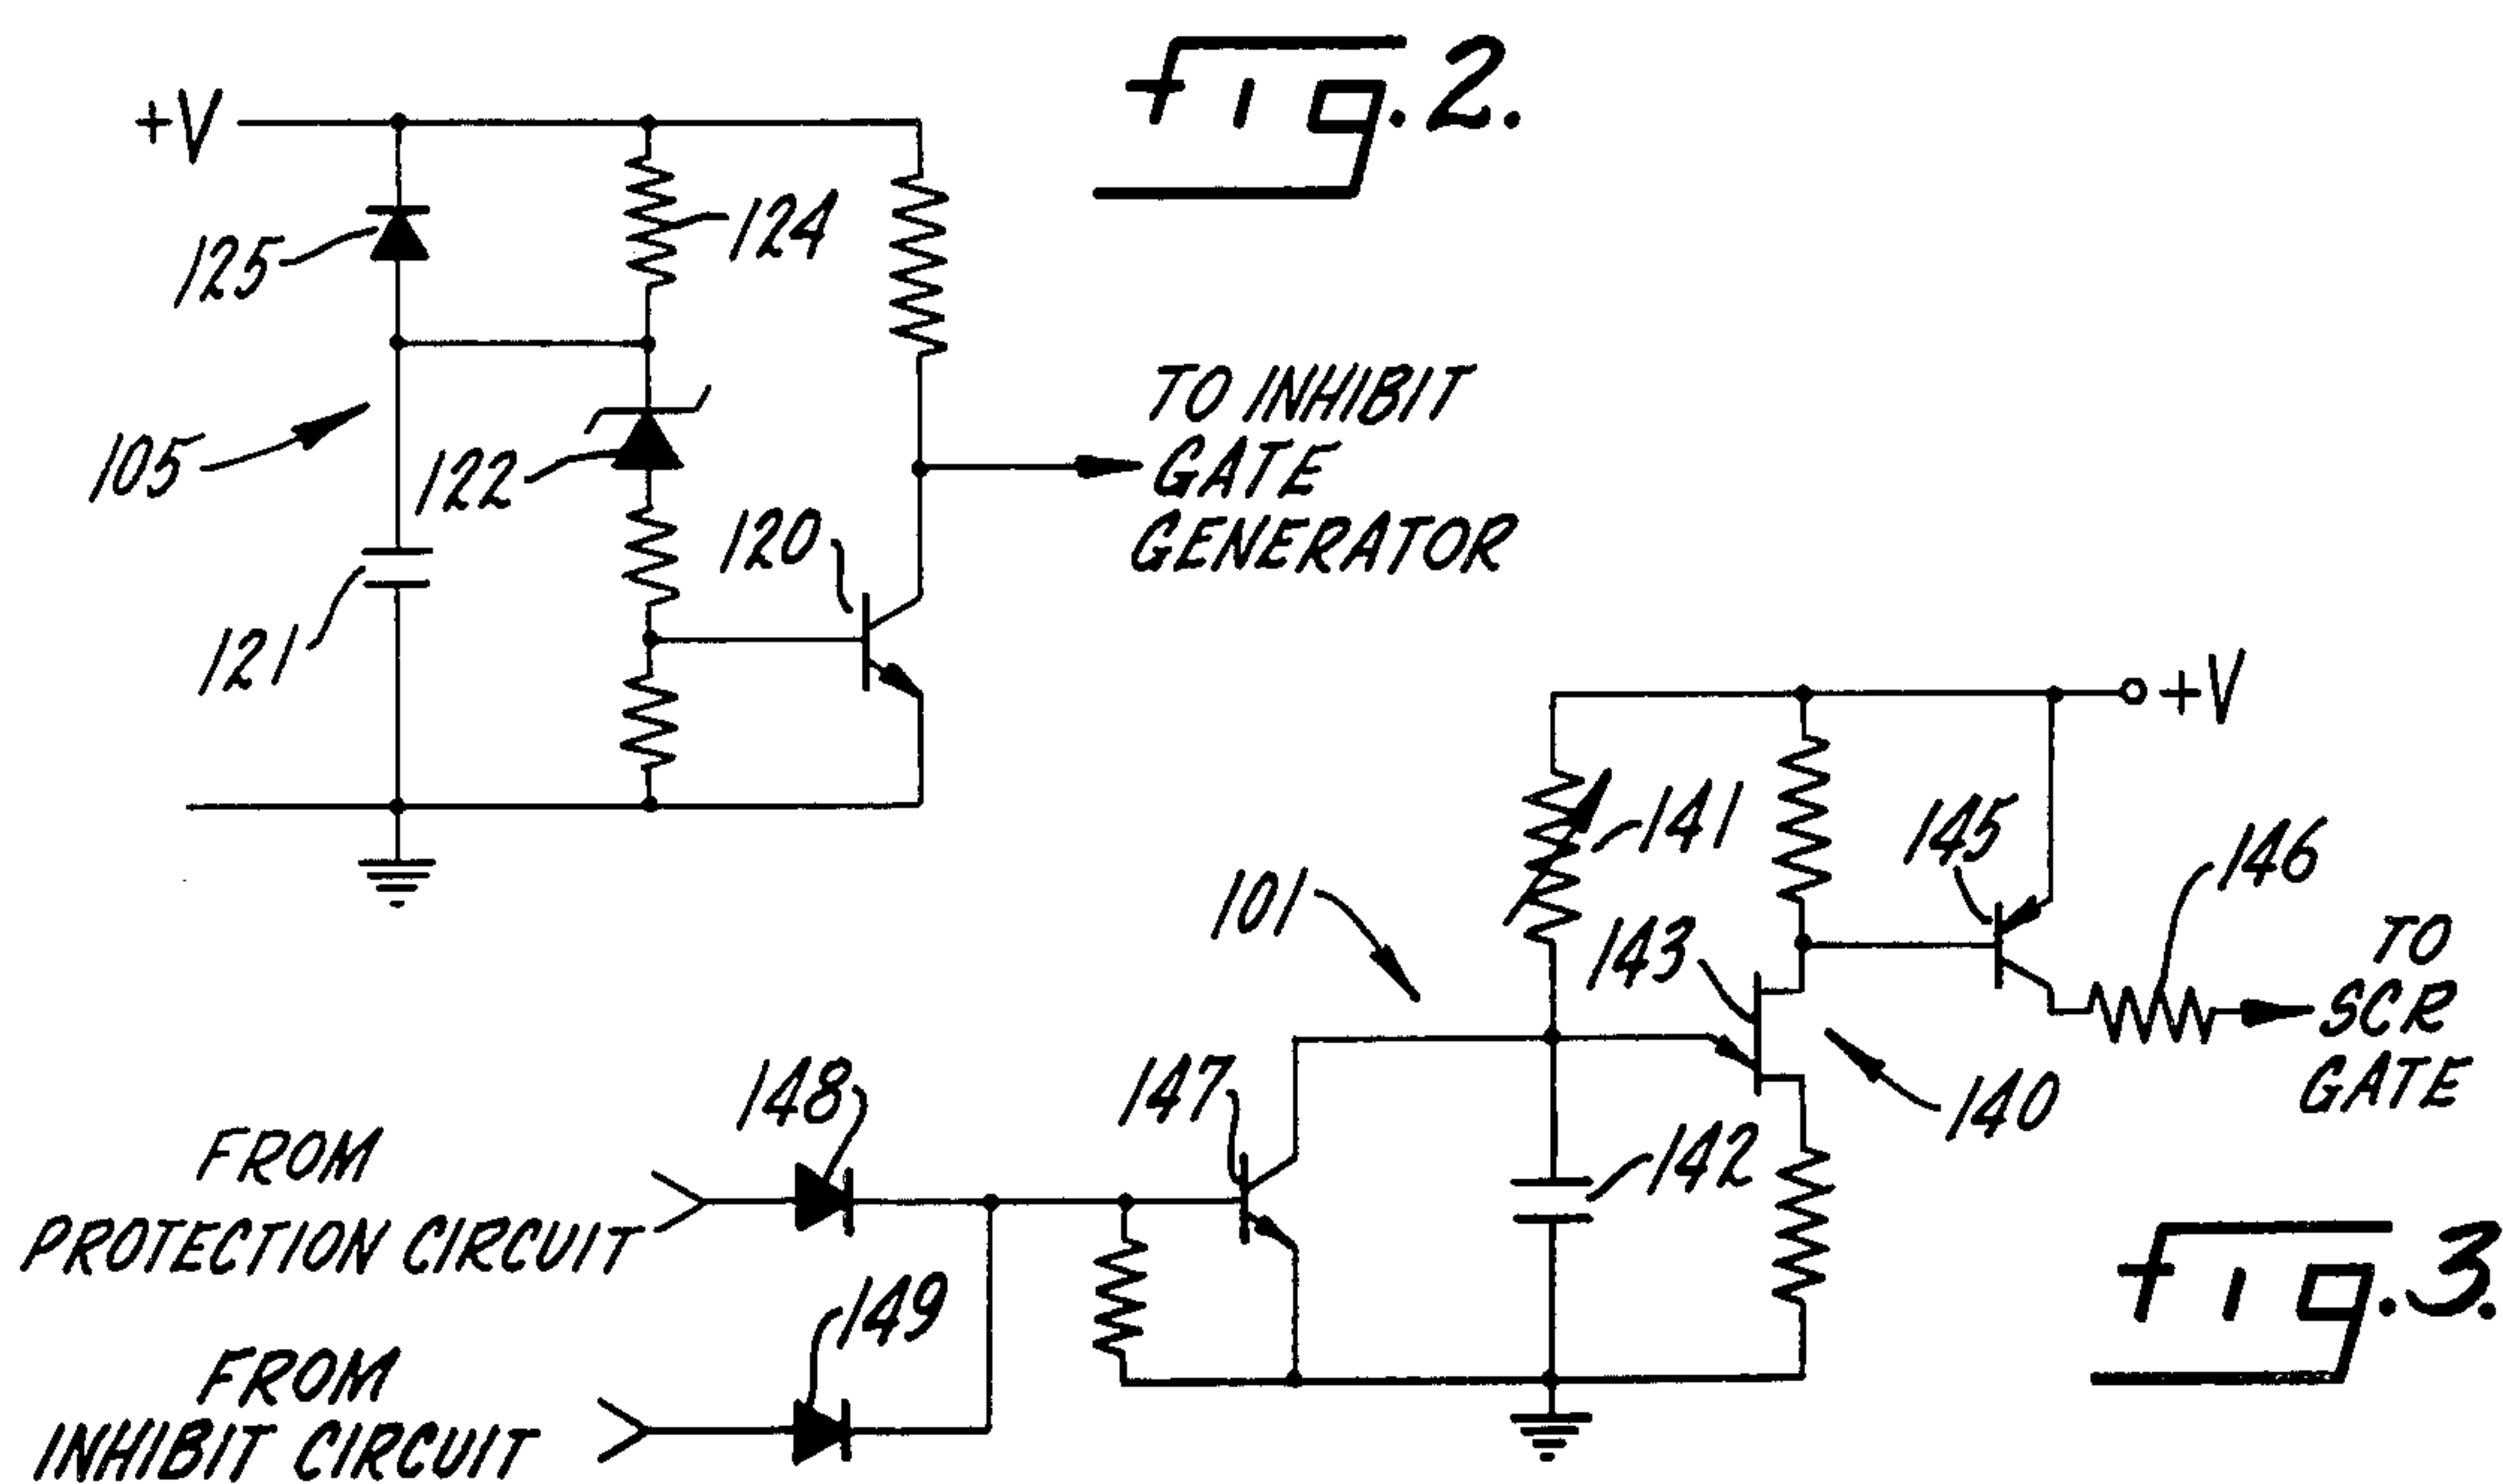 Fig. 2.
+V
125
124
105
122
TO INHIBIT
GATE
GENERATOR
120
121
+V
141
145
146
101
143
TO
SCR
GATE
148
147
140
142
FROM
PROTECTION CIRCUIT
149
Fig. 3.
FROM
INHIBIT CIRCUIT